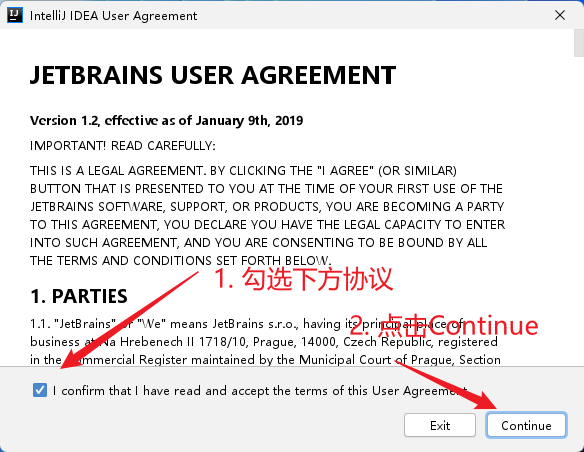 IntelliJ IDEA User Agreement
JETBRAINS USER AGREEMENT
Version 1.2, effective as of January 9th, 2019
IMPORTANT! READ CAREFULLY:
THIS IS A LEGAL AGREEMENT. BY CLICKING THE "I AGREE" (OR SIMILAR)
BUTTON THAT IS PRESENTED TO YOU AT THE TIME OF YOUR FIRST USE OF THE
JETBRAINS SOFTWARE, SUPPORT, OR PRODUCTS, YOU ARE BECOMING A PARTY
TO THIS AGREEMENT, YOU DECLARE YOU HAVE THE LEGAL CAPACITY TO ENTER
INTO SUCH AGREEMENT, AND YOU ARE CONSENTING TO BE BOUND BY ALL
THE TERMS AND CONDITIONS SET FORTH BELOW.
1. 勾选下方协议
1. PARTIES
2. 点击Continue
1.1. "JetBrains" or "We" means JetBrains s.r.o., having its principal place of
business at Na Hrebenech II 1718/10, Prague, 14000, Czech Republic, registered
in the Commercial Register maintained by the Municipal Court of Prague, Section
I confirm that I have read and accept the terms of this User Agreement
Exit
Continue